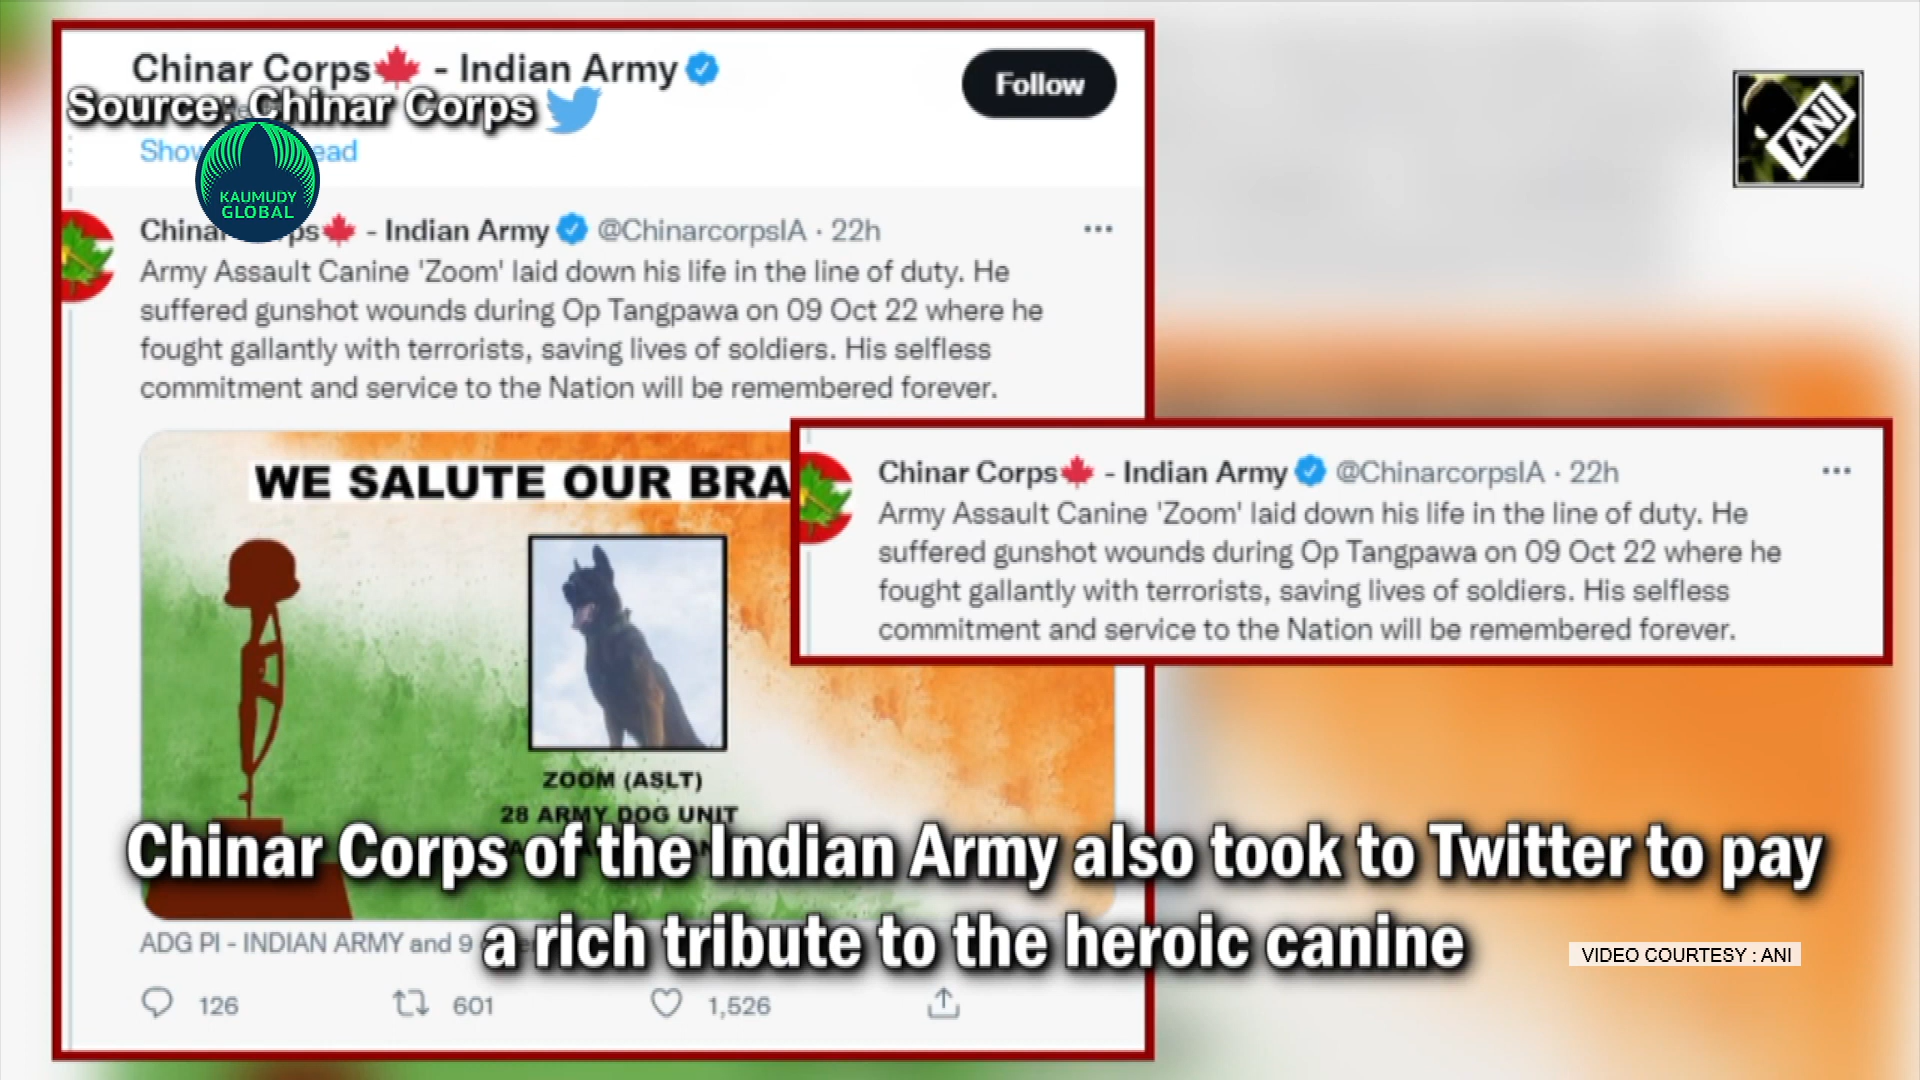 Chinar Corps🍁 - Indian Army
Follow
Source: Chinar Corps
Show
ead
KAUMUDY
GLOBAL
ANI
Chinar Corps🍁 - Indian Army @ChinarcorpsIA · 22h
Army Assault Canine 'Zoom' laid down his life in the line of duty. He
suffered gunshot wounds during Op Tangpawa on 09 Oct 22 where he
fought gallantly with terrorists, saving lives of soldiers. His selfless
commitment and service to the Nation will be remembered forever.
WE SALUTE OUR BRA
Chinar Corps🍁 - Indian Army @ChinarcorpsIA · 22h
Army Assault Canine 'Zoom' laid down his life in the line of duty. He
suffered gunshot wounds during Op Tangpawa on 09 Oct 22 where he
fought gallantly with terrorists, saving lives of soldiers. His selfless
commitment and service to the Nation will be remembered forever.
ZOOM (ASLT)
28 ARMY DOG UNIT
Chinar Corps of the Indian Army also took to Twitter to pay
a rich tribute to the heroic canine
ADG PI - INDIAN ARMY and 9
VIDEO COURTESY : ANI
126
601
1,526